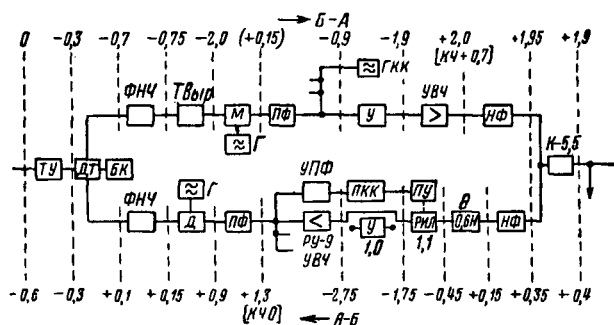 Б-А
0 -0,3 -0,7 -0,75 -2,0 (+0,15) -0,9 -1,9 +2,0 +1,95 +1,9
[КЧ+0,7]
ГКК
ФНЧ ТВыр УВЧ
М ПФ У > НФ
Г
К-5,5
ТУ ДТ БК
Г УПФ ПКК ПУ
ФНЧ В
Д ПФ < У РИЛ 0,6Н НФ
РУ-9 1,0 1,1
УВЧ
-0,6 -0,3 +0,1 +0,15 +0,9 +1,3 -2,75 -1,75 -0,45 +0,15 +0,35 +0,4
[КЧ0]
А-Б